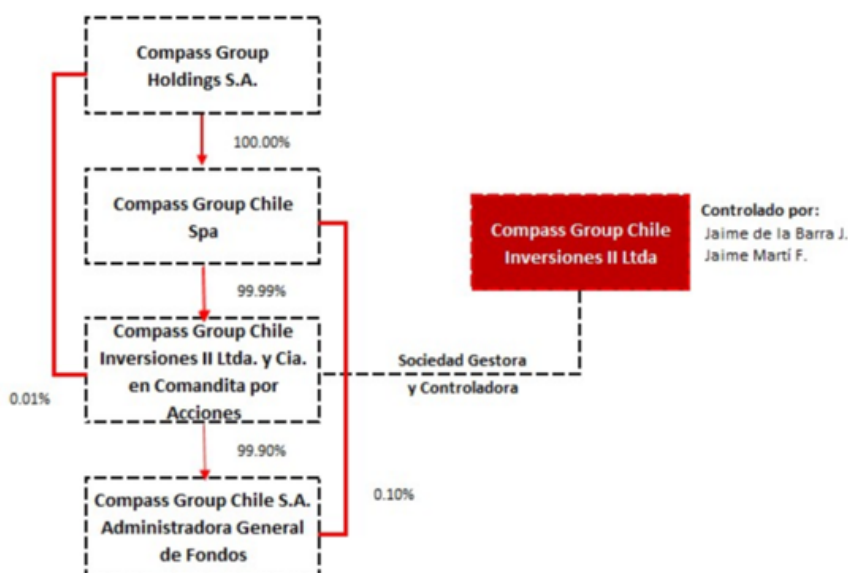 Compass Group
Holdings S.A.
100.00%
Compass Group Chile
Spa
Compass Group Chile
Inversiones II Ltda
Controlado por:
Jaime de la Barra J.
Jaime Martí F.
99.99%
Compass Group Chile
Inversiones II Ltda. y Cia.
en Comandita por
Acciones
Sociedad Gestora
y Controladora
0.01%
99.90%
Compass Group Chile S.A.
Administradora General
de Fondos
0.10%